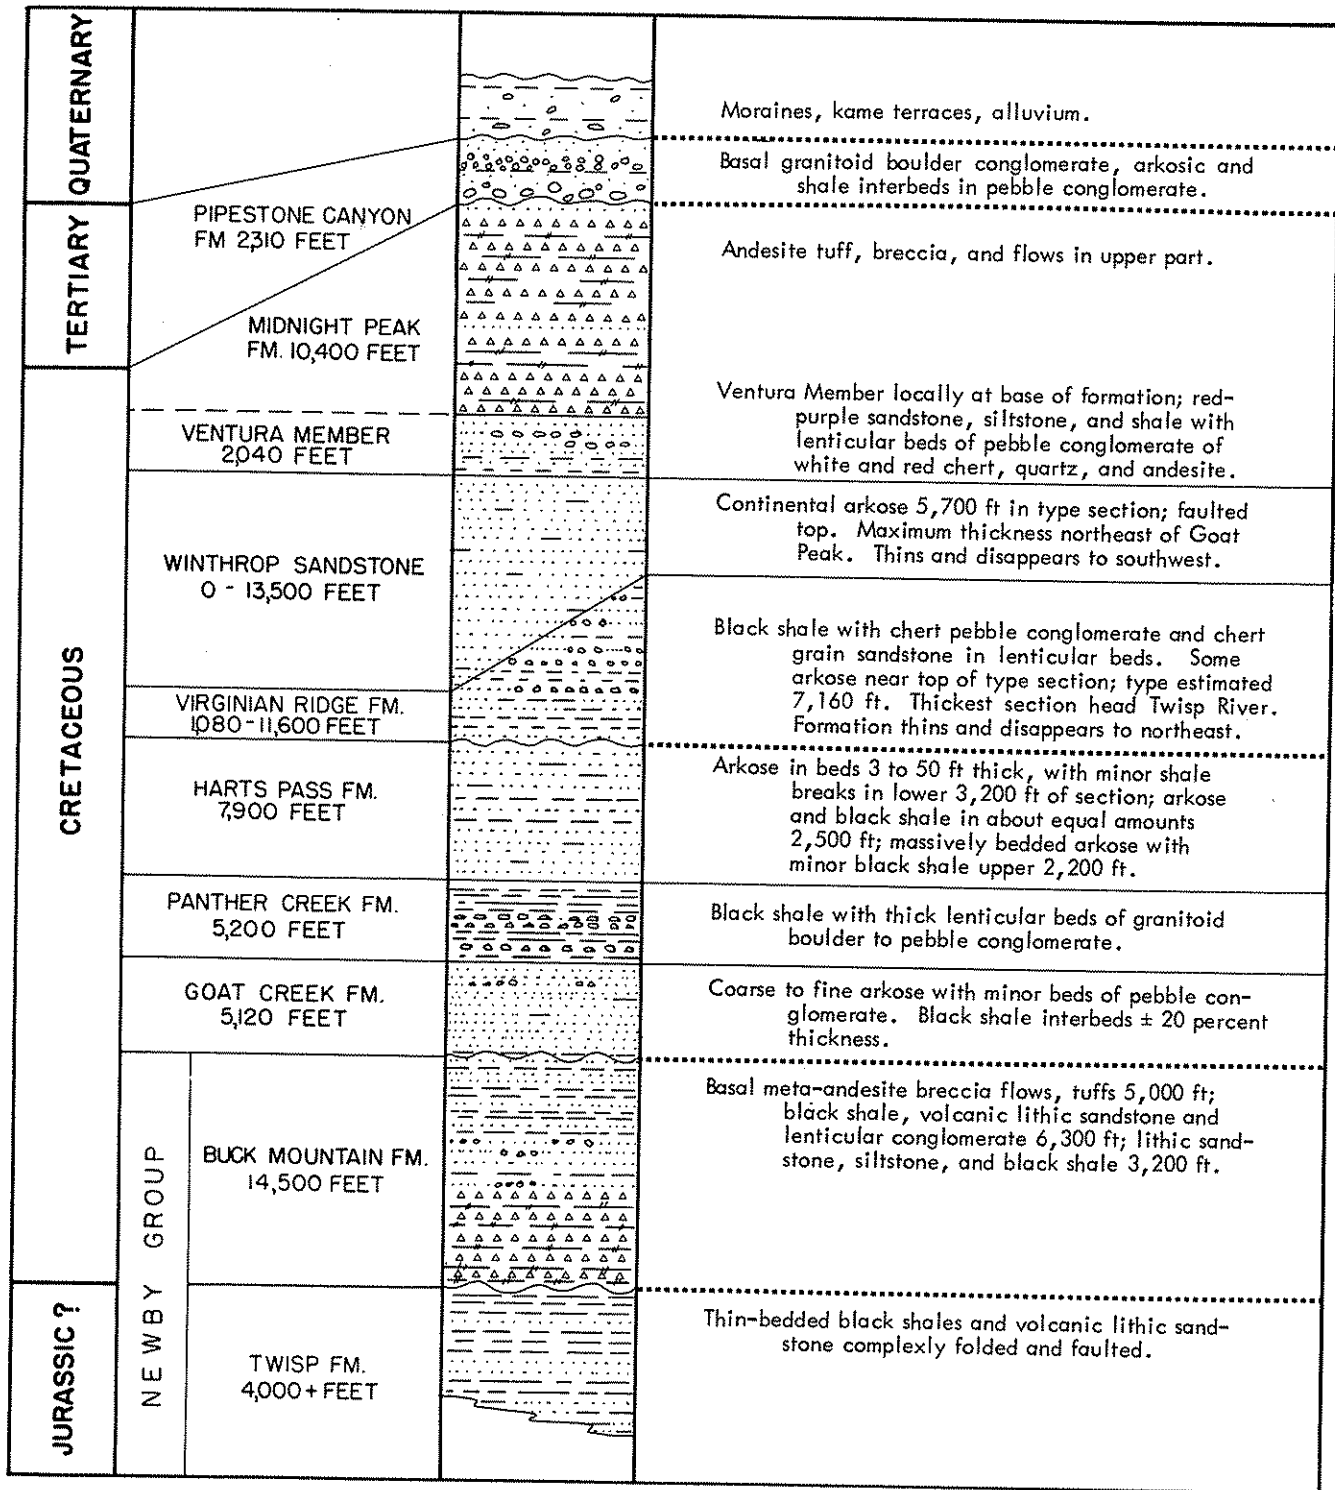 QUATERNARY
Moraines, kame terraces, alluvium.
Basal granitoid boulder conglomerate, arkosic and
shale interbeds in pebble conglomerate.
TERTIARY
PIPESTONE CANYON
FM 2,310 FEET
Andesite tuff, breccia, and flows in upper part.
MIDNIGHT PEAK
FM. 10,400 FEET
CRETACEOUS
VENTURA MEMBER
2,040 FEET
Ventura Member locally at base of formation; red-
purple sandstone, siltstone, and shale with
lenticular beds of pebble conglomerate of
white and red chert, quartz, and andesite.
WINTHROP SANDSTONE
0 - 13,500 FEET
Continental arkose 5,700 ft in type section; faulted
top. Maximum thickness northeast of Goat
Peak. Thins and disappears to southwest.
VIRGINIAN RIDGE FM.
1,080-11,600 FEET
Black shale with chert pebble conglomerate and chert
grain sandstone in lenticular beds. Some
arkose near top of type section; type estimated
7,160 ft. Thickest section head Twisp River.
Formation thins and disappears to northeast.
HARTS PASS FM.
7,900 FEET
Arkose in beds 3 to 50 ft thick, with minor shale
breaks in lower 3,200 ft of section; arkose
and black shale in about equal amounts
2,500 ft; massively bedded arkose with
minor black shale upper 2,200 ft.
PANTHER CREEK FM.
5,200 FEET
Black shale with thick lenticular beds of granitoid
boulder to pebble conglomerate.
GOAT CREEK FM.
5,120 FEET
Coarse to fine arkose with minor beds of pebble con-
glomerate. Black shale interbeds ± 20 percent
thickness.
NEWBY GROUP
BUCK MOUNTAIN FM.
14,500 FEET
Basal meta-andesite breccia flows, tuffs 5,000 ft;
black shale, volcanic lithic sandstone and
lenticular conglomerate 6,300 ft; lithic sand-
stone, siltstone, and black shale 3,200 ft.
JURASSIC ?
TWISP FM.
4,000 + FEET
Thin-bedded black shales and volcanic lithic sand-
stone complexly folded and faulted.